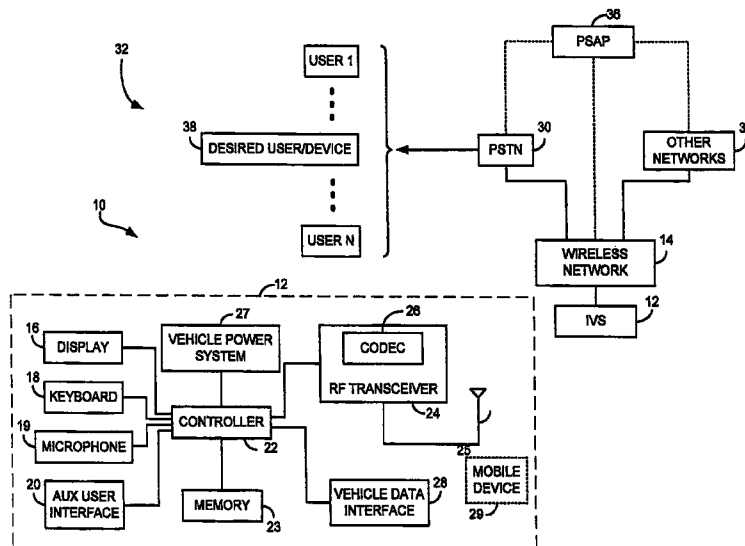 36
PSAP
32
USER 1
38
DESIRED USER/DEVICE
30
PSTN
OTHER
NETWORKS
10
USER N
14
WIRELESS
NETWORK
12
IVS
12
27
VEHICLE POWER
SYSTEM
26
CODEC
RF TRANSCEIVER
24
16
DISPLAY
18
KEYBOARD
19
MICROPHONE
CONTROLLER
22
25
20
AUX USER
INTERFACE
MEMORY
23
VEHICLE DATA
INTERFACE
28
MOBILE
DEVICE
29